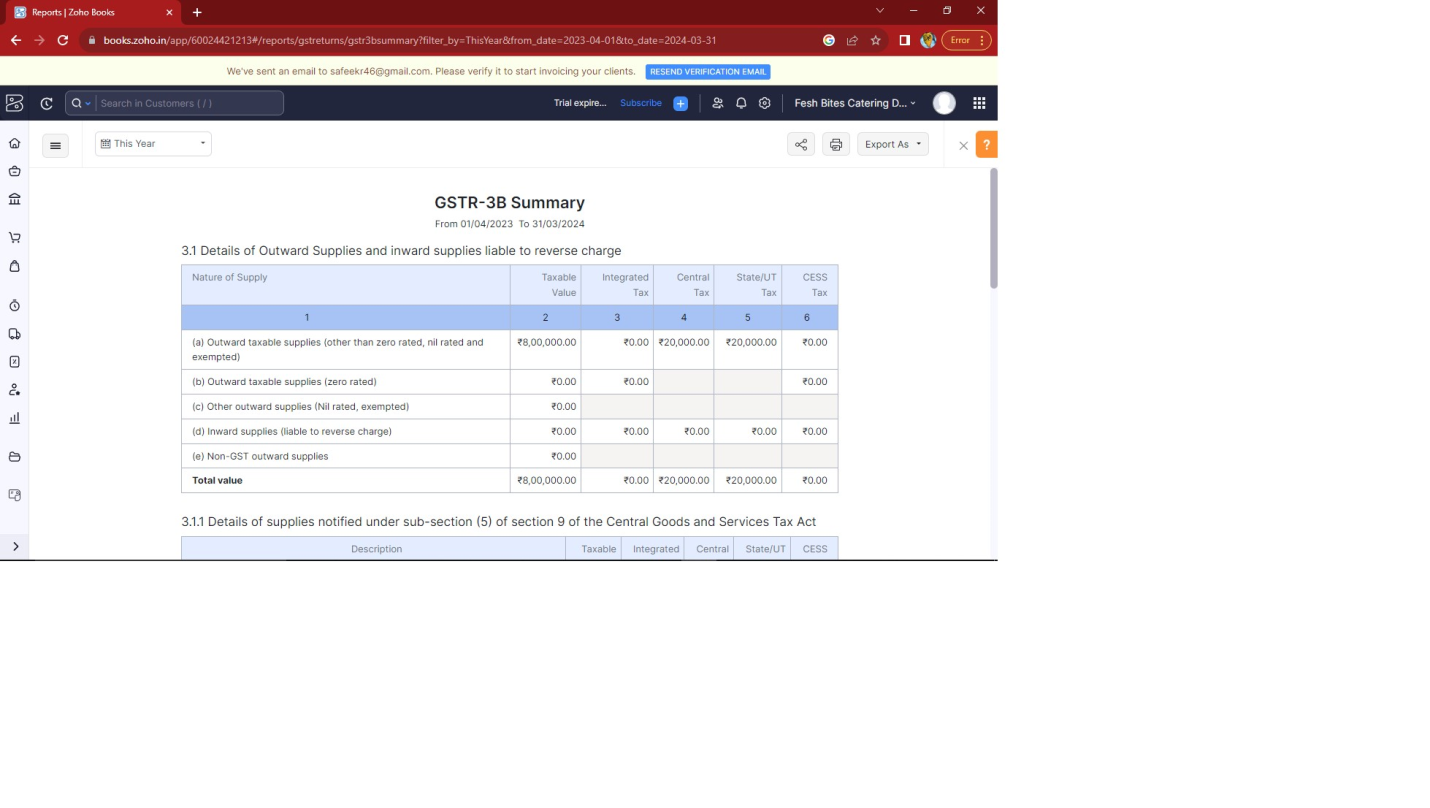 Reports | Zoho Books
books.zoho.in/app/60024421213#/reports/gstreturns/gstr3bsummary?filter_by=ThisYear&from_date=2023-04-01&to_date=2024-03-31
Error
We've sent an email to safeekr46@gmail.com. Please verify it to start invoicing your clients. RESEND VERIFICATION EMAIL
Search in Customers ( / )
Trial expire... Subscribe Fesh Bites Catering D...
This Year
Export As
?
GSTR-3B Summary
From 01/04/2023 To 31/03/2024
3.1 Details of Outward Supplies and inward supplies liable to reverse charge
Nature of Supply Taxable Value Integrated Tax Central Tax State/UT Tax CESS Tax
1 2 3 4 5 6
(a) Outward taxable supplies (other than zero rated, nil rated and exempted) ₹8,00,000.00 ₹0.00 ₹20,000.00 ₹20,000.00 ₹0.00
(b) Outward taxable supplies (zero rated) ₹0.00 ₹0.00 ₹0.00
(c) Other outward supplies (Nil rated, exempted) ₹0.00
(d) Inward supplies (liable to reverse charge) ₹0.00 ₹0.00 ₹0.00 ₹0.00 ₹0.00
(e) Non-GST outward supplies ₹0.00
Total value ₹8,00,000.00 ₹0.00 ₹20,000.00 ₹20,000.00 ₹0.00
3.1.1 Details of supplies notified under sub-section (5) of section 9 of the Central Goods and Services Tax Act
Description Taxable Integrated Central State/UT CESS